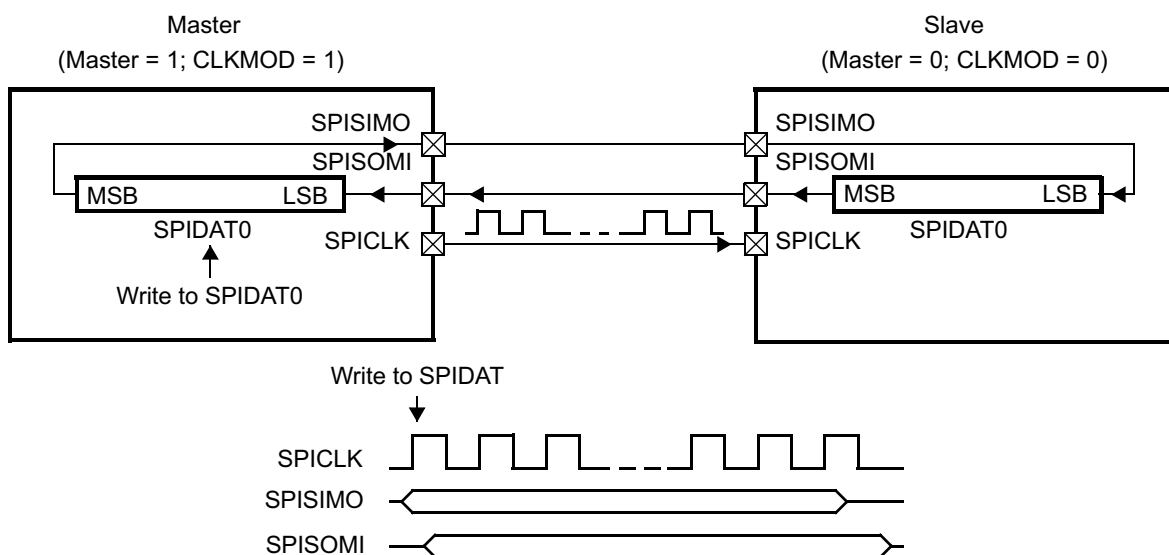 Master
(Master = 1; CLKMOD = 1)
Slave
(Master = 0; CLKMOD = 0)
SPISIMO
SPISIMO
SPISOMI
SPISOMI
MSB LSB
MSB LSB
SPIDAT0
SPICLK
SPICLK
SPIDAT0
Write to SPIDAT0
Write to SPIDAT
SPICLK
SPISIMO
SPISOMI